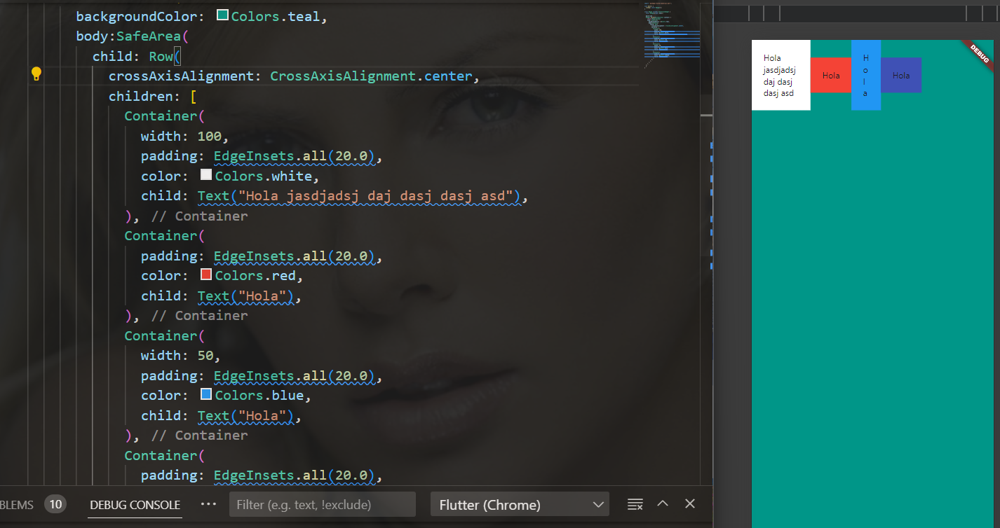 backgroundColor: Colors.teal,
body:SafeArea(
child: Row(
crossAxisAlignment: CrossAxisAlignment.center,
children: [
Container(
width: 100,
padding: EdgeInsets.all(20.0),
color: Colors.white,
child: Text("Hola jasdjadsj daj dasj dasj asd"),
), // Container
Container(
padding: EdgeInsets.all(20.0),
color: Colors.red,
child: Text("Hola"),
), // Container
Container(
width: 50,
padding: EdgeInsets.all(20.0),
color: Colors.blue,
child: Text("Hola"),
), // Container
Container(
padding: EdgeInsets.all(20.0),
BLEMS 10 DEBUG CONSOLE ··· Filter (e.g. text, !exclude) Flutter (Chrome)
Hola
jasdjadsj
daj dasj
dasj asd
Hola
H
o
l
a
Hola
DEBUG